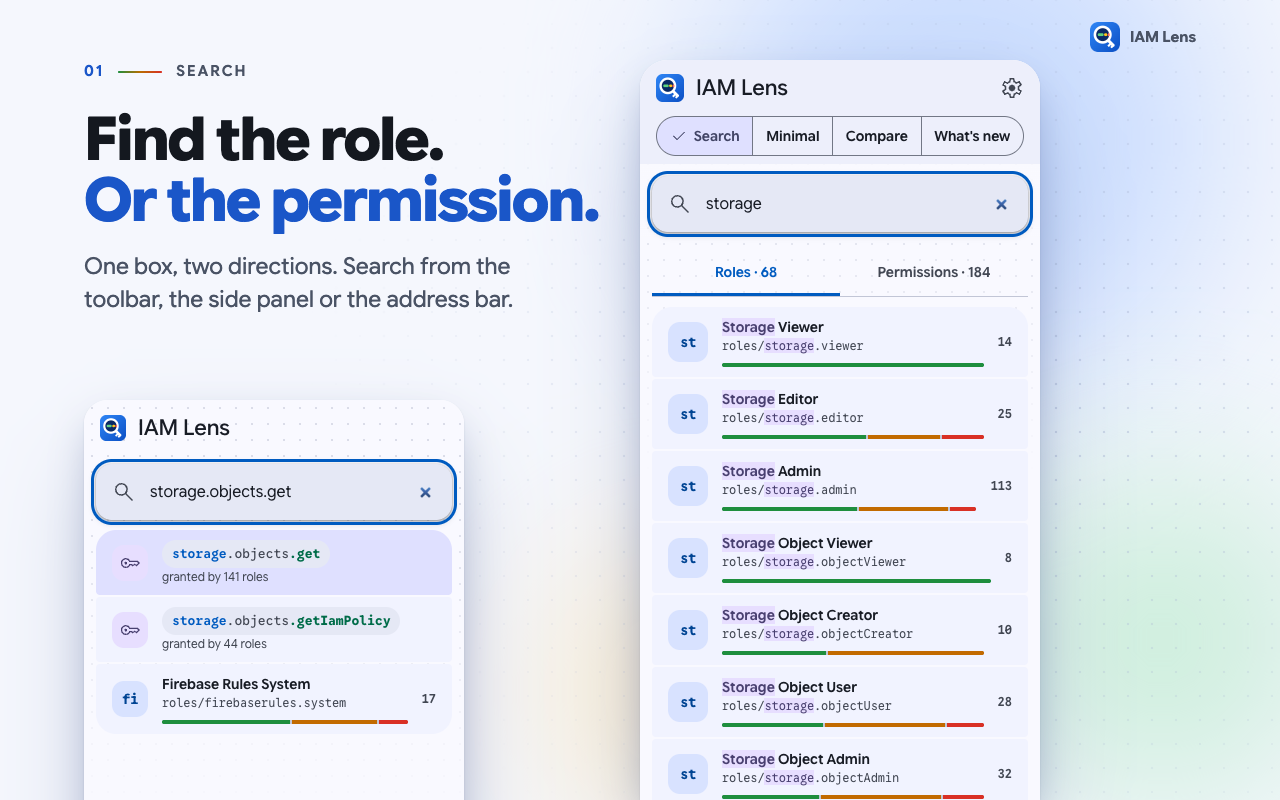 IAM Lens
01 SEARCH
Find the role.
Or the permission.
One box, two directions. Search from the
toolbar, the side panel or the address bar.
IAM Lens
storage.objects.get
storage.objects.get
granted by 141 roles
storage.objects.getIamPolicy
granted by 44 roles
fi
Firebase Rules System
roles/firebaserules.system
17
IAM Lens
Search
Minimal
Compare
What's new
storage
Roles · 68
Permissions · 184
st
Storage Viewer
roles/storage.viewer
14
st
Storage Editor
roles/storage.editor
25
st
Storage Admin
roles/storage.admin
113
st
Storage Object Viewer
roles/storage.objectViewer
8
st
Storage Object Creator
roles/storage.objectCreator
10
st
Storage Object User
roles/storage.objectUser
28
st
Storage Object Admin
roles/storage.objectAdmin
32